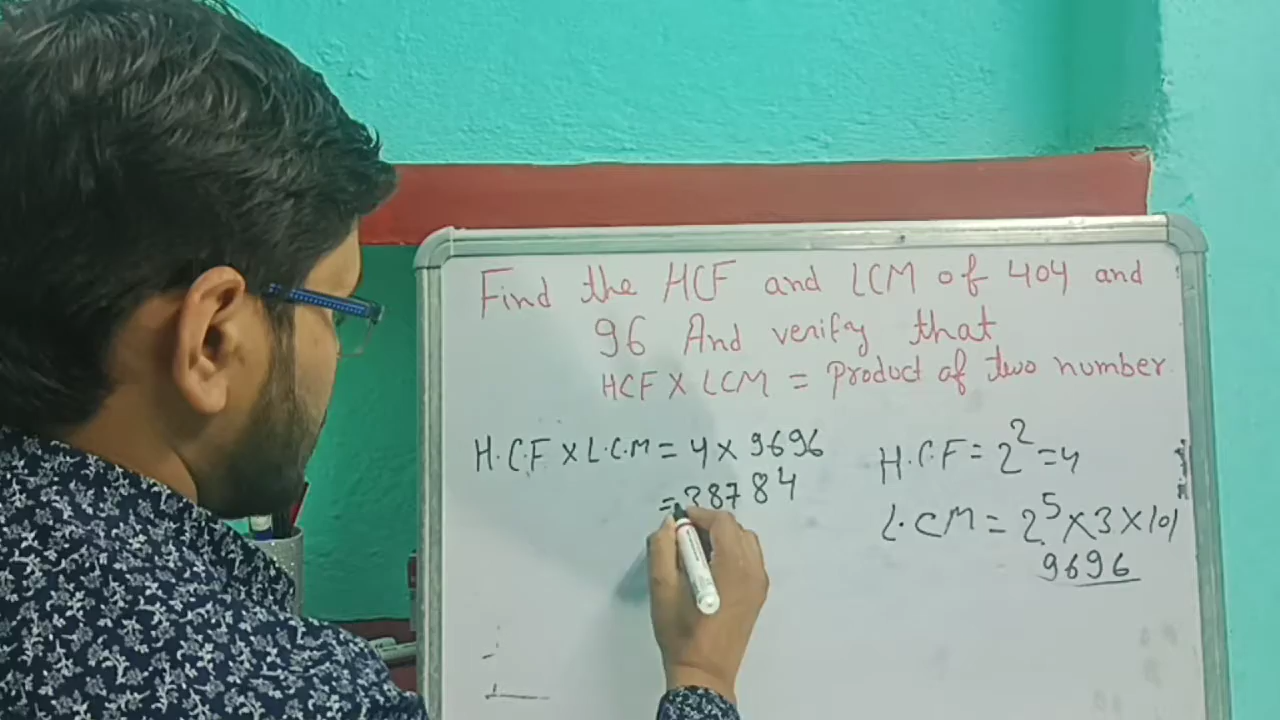 Find the HCF and LCM of 404 and
96 And verify that
HCF X LCM = Product of two number
H.C.F X L.C.M = 4 X 9696
= 38784
H.C.F = 2² = 4
L.CM = 2⁵ X 3 X 101
9696